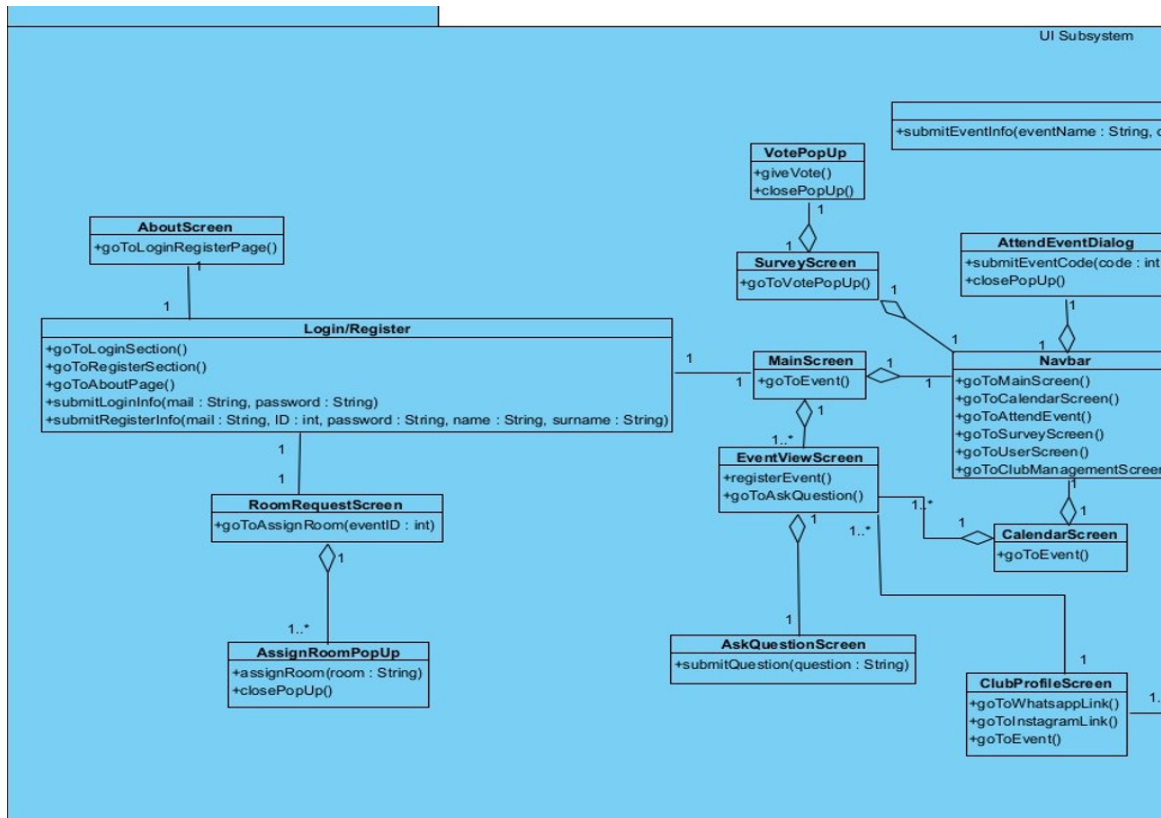 UI Subsystem
+submitEventInfo(eventName : String,
VotePopUp
+giveVote()
+closePopUp()
1
1
AboutScreen
+goToLoginRegisterPage()
1
1
SurveyScreen
+goToVotePopUp()
1
1
AttendEventDialog
+submitEventCode(code : int
+closePopUp()
1
1
Login/Register
+goToLoginSection()
+goToRegisterSection()
+goToAboutPage()
+submitLoginInfo(mail : String, password : String)
+submitRegisterInfo(mail : String, ID : int, password : String, name : String, surname : String)
1
1
MainScreen
+goToEvent()
1
1
Navbar
+goToMainScreen()
+goToCalendarScreen()
+goToAttendEvent()
+goToSurveyScreen()
+goToUserScreen()
+goToClubManagementScreen
1
1..*
1
1
EventViewScreen
+registerEvent()
+goToAskQuestion()
1
RoomRequestScreen
+goToAssignRoom(eventID : int)
1
1
1..*
1..*
1
CalendarScreen
+goToEvent()
1..*
AssignRoomPopUp
+assignRoom(room : String)
+closePopUp()
1
AskQuestionScreen
+submitQuestion(question : String)
1
ClubProfileScreen
+goToWhatsappLink()
+goToInstagramLink()
+goToEvent()
1..